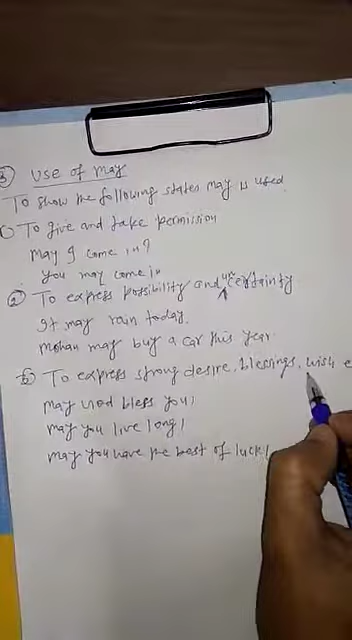 ③ Use of may
To show the following states may is used.
To give and take permission
May I come in?
You may come in
② To express possibility and uncertainty
It may rain today.
Mohan may buy a car this year.
To express strong desire, blessings, wish e
May God bless you!
May you live long!
May you have the best of luck!